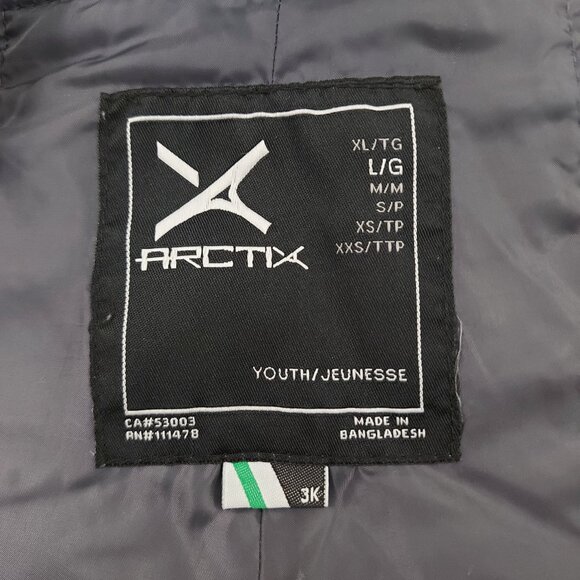 XL/TG
L/G
M/M
S/P
XS/TP
XXS/TTP
ARCTIX
YOUTH/JEUNESSE
CA#53003
RN#111478
MADE IN
BANGLADESH
3K